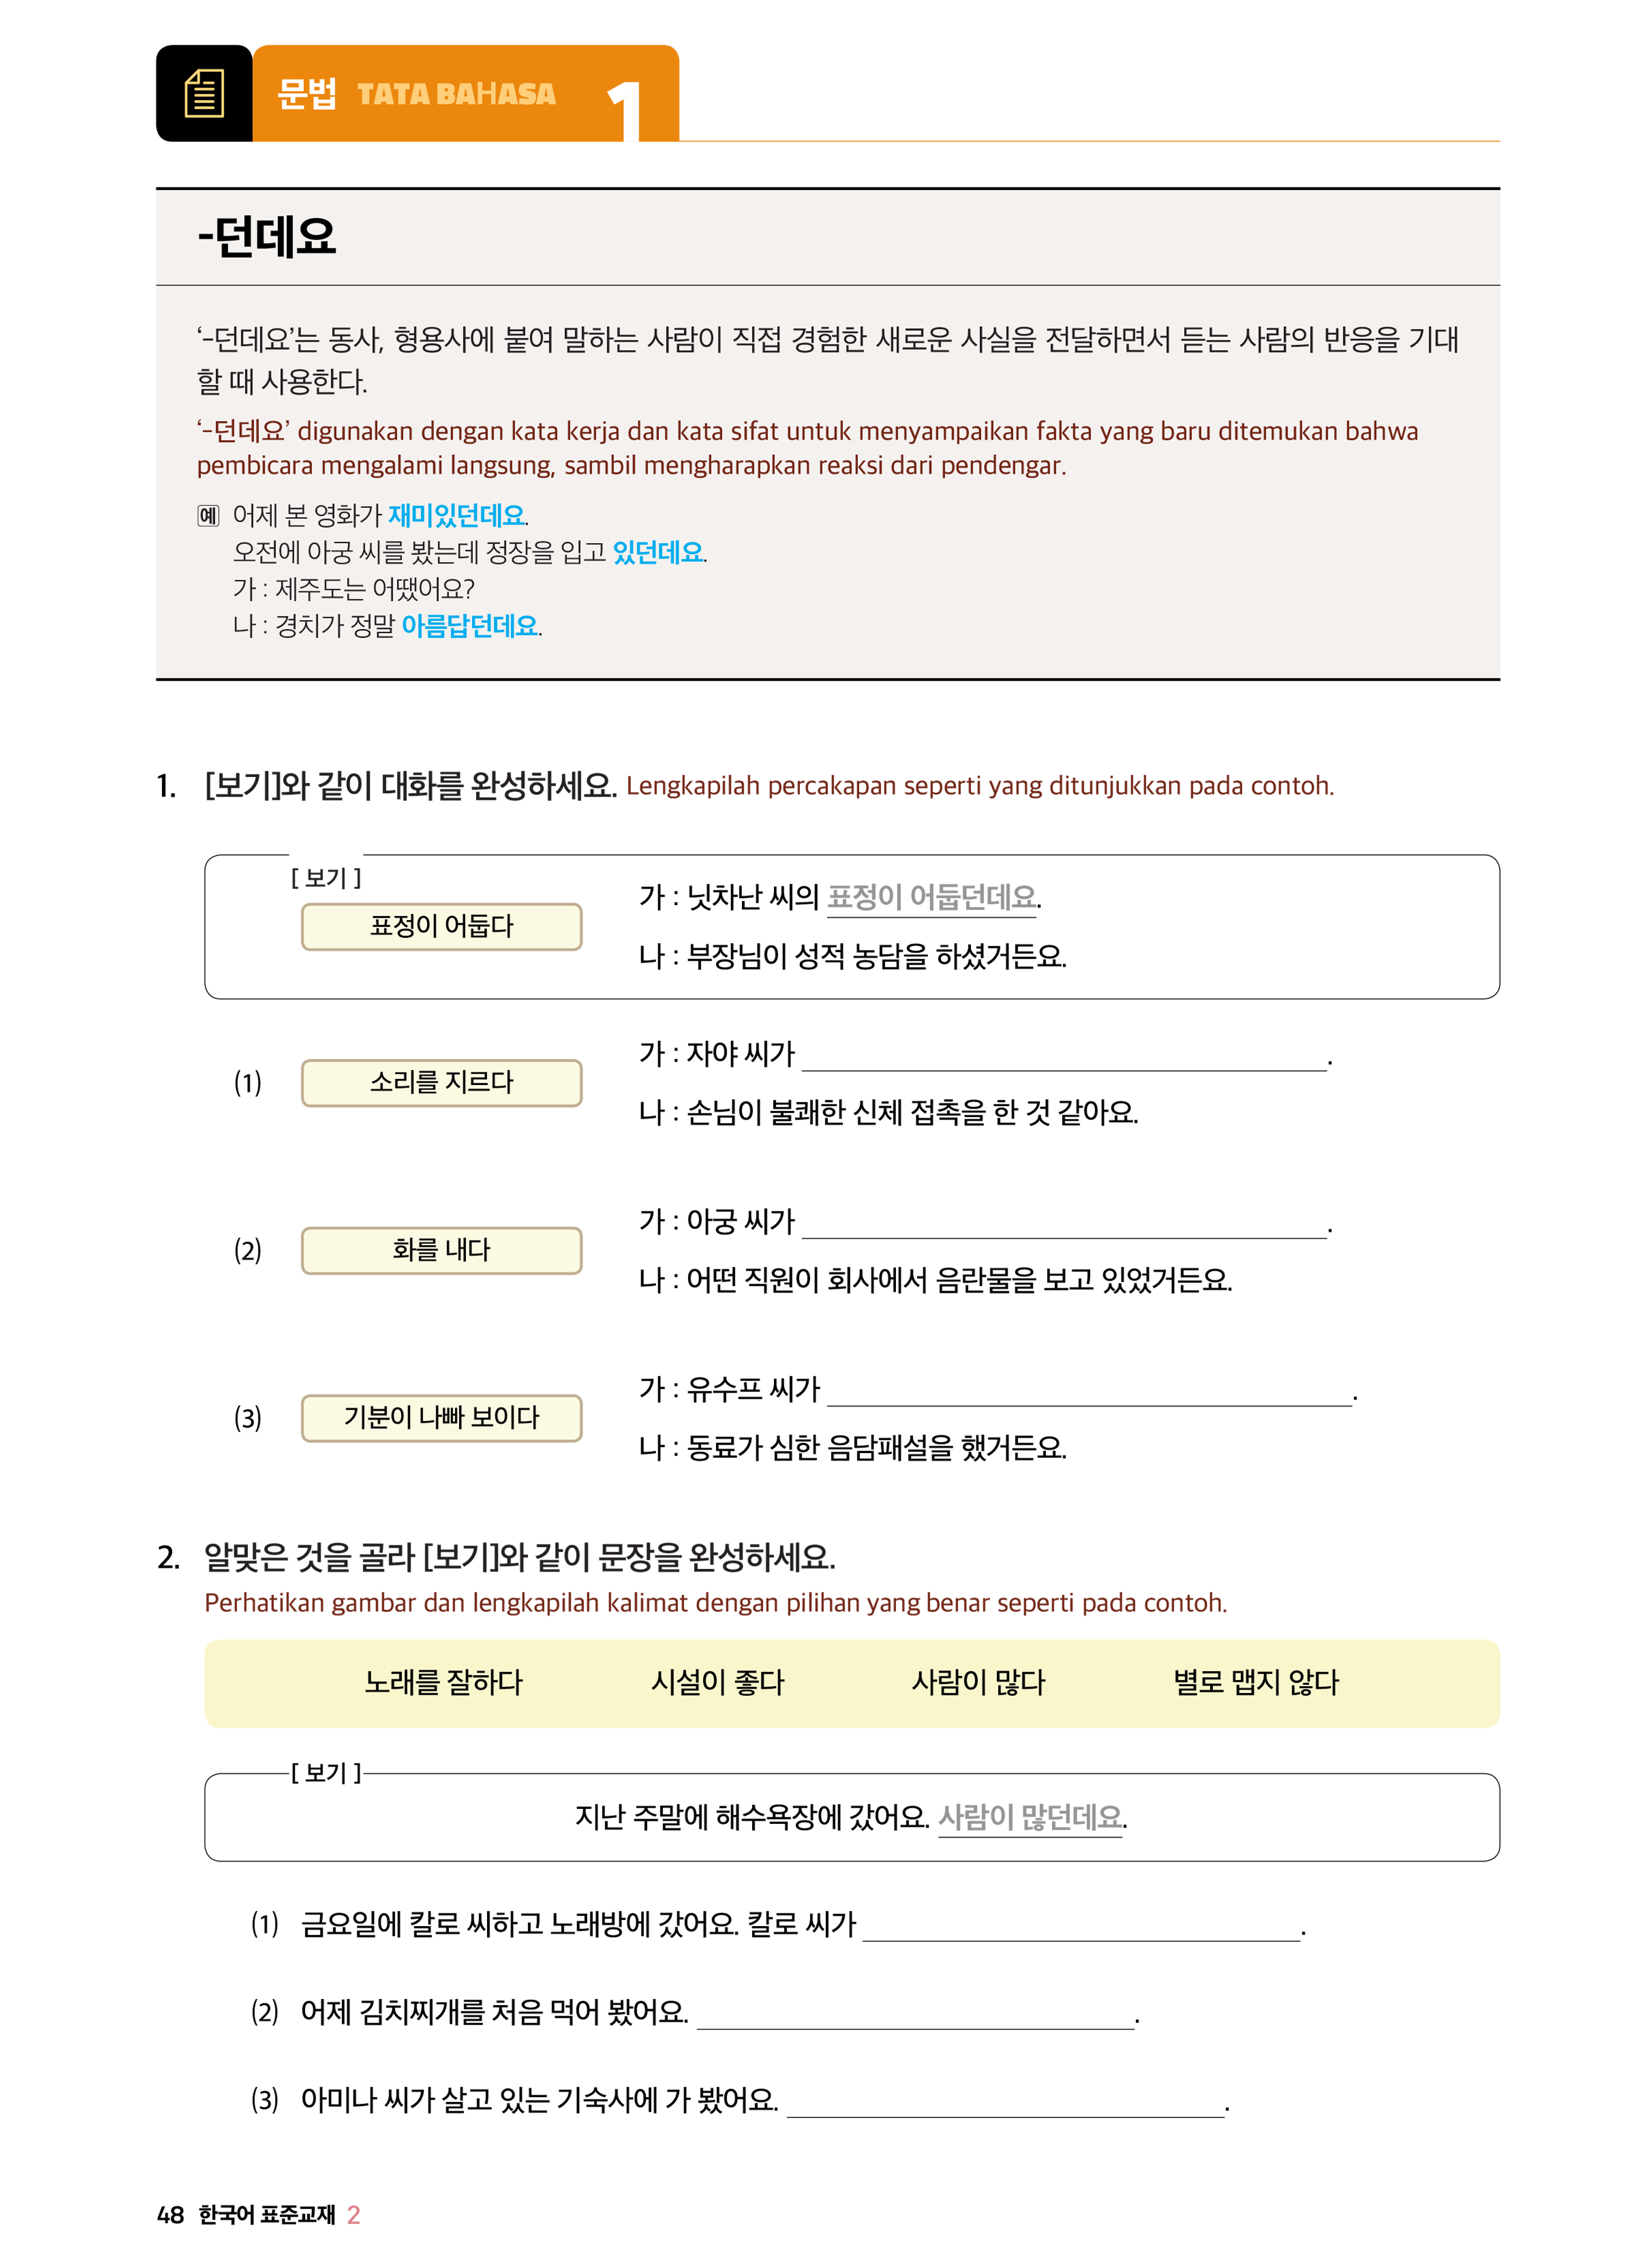 문법 TATA BAHASA 1
-던데요
‘-던데요’는 동사, 형용사에 붙여 말하는 사람이 직접 경험한 새로운 사실을 전달하면서 듣는 사람의 반응을 기대
할 때 사용한다.
‘-던데요’ digunakan dengan kata kerja dan kata sifat untuk menyampaikan fakta yang baru ditemukan bahwa
pembicara mengalami langsung, sambil mengharapkan reaksi dari pendengar.
예 어제 본 영화가 재미있던데요.
오전에 아궁 씨를 봤는데 정장을 입고 있던데요.
가 : 제주도는 어땠어요?
나 : 경치가 정말 아름답던데요.
1. [보기]와 같이 대화를 완성하세요. Lengkapilah percakapan seperti yang ditunjukkan pada contoh.
[ 보기 ]
표정이 어둡다
가 : 닛차난 씨의 표정이 어둡던데요.
나 : 부장님이 성적 농담을 하셨거든요.
(1) 소리를 지르다
가 : 자야 씨가 .
나 : 손님이 불쾌한 신체 접촉을 한 것 같아요.
(2) 화를 내다
가 : 아궁 씨가 .
나 : 어떤 직원이 회사에서 음란물을 보고 있었거든요.
(3) 기분이 나빠 보이다
가 : 유수프 씨가 .
나 : 동료가 심한 음담패설을 했거든요.
2. 알맞은 것을 골라 [보기]와 같이 문장을 완성하세요.
Perhatikan gambar dan lengkapilah kalimat dengan pilihan yang benar seperti pada contoh.
노래를 잘하다 시설이 좋다 사람이 많다 별로 맵지 않다
[ 보기 ]
지난 주말에 해수욕장에 갔어요. 사람이 많던데요.
(1) 금요일에 칼로 씨하고 노래방에 갔어요. 칼로 씨가 .
(2) 어제 김치찌개를 처음 먹어 봤어요. .
(3) 아미나 씨가 살고 있는 기숙사에 가 봤어요. .
48 한국어 표준교재 2